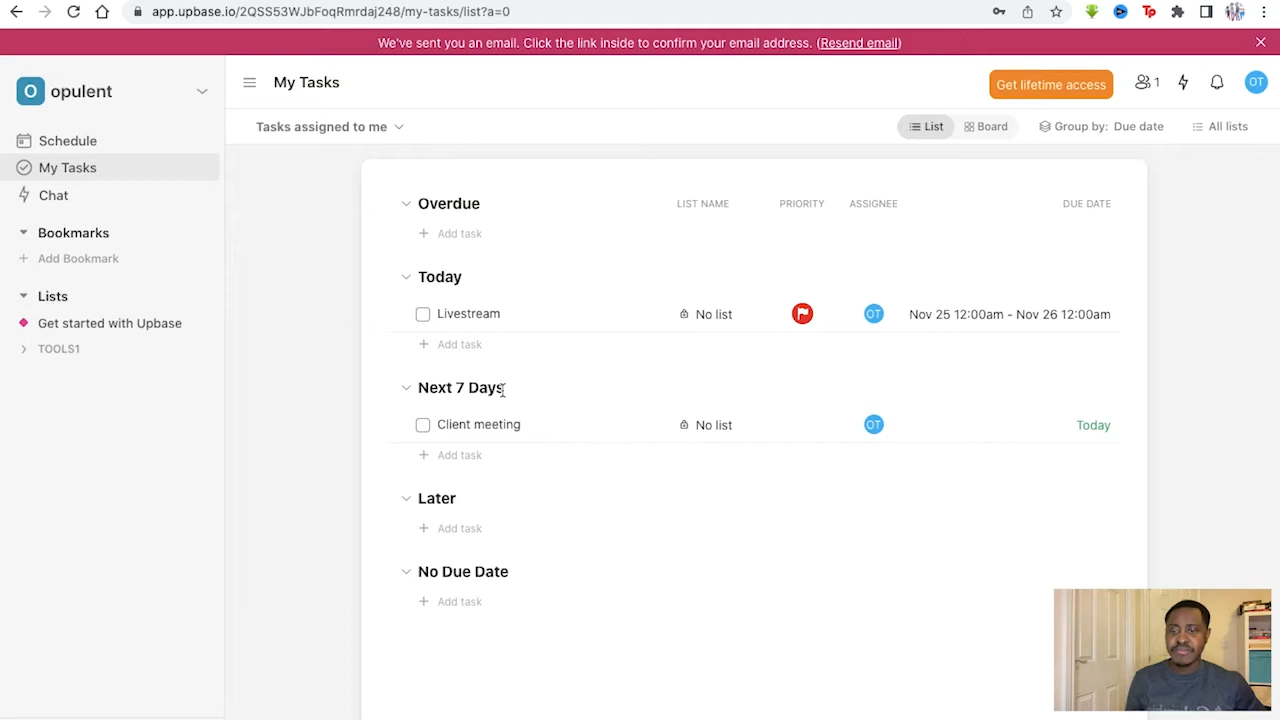 app.upbase.io/2QSS53WJbFoqRmrdaj248/my-tasks/list?a=0
We've sent you an email. Click the link inside to confirm your email address. (Resend email)
O opulent
My Tasks
Get lifetime access
1
OT
Schedule
My Tasks
Chat
Bookmarks
Add Bookmark
Lists
Get started with Upbase
TOOLS1
Tasks assigned to me
List
Board
Group by: Due date
All lists
Overdue LIST NAME PRIORITY ASSIGNEE DUE DATE
+ Add task
Today
Livestream No list OT Nov 25 12:00am - Nov 26 12:00am
+ Add task
Next 7 Days
Client meeting No list OT Today
+ Add task
Later
+ Add task
No Due Date
+ Add task